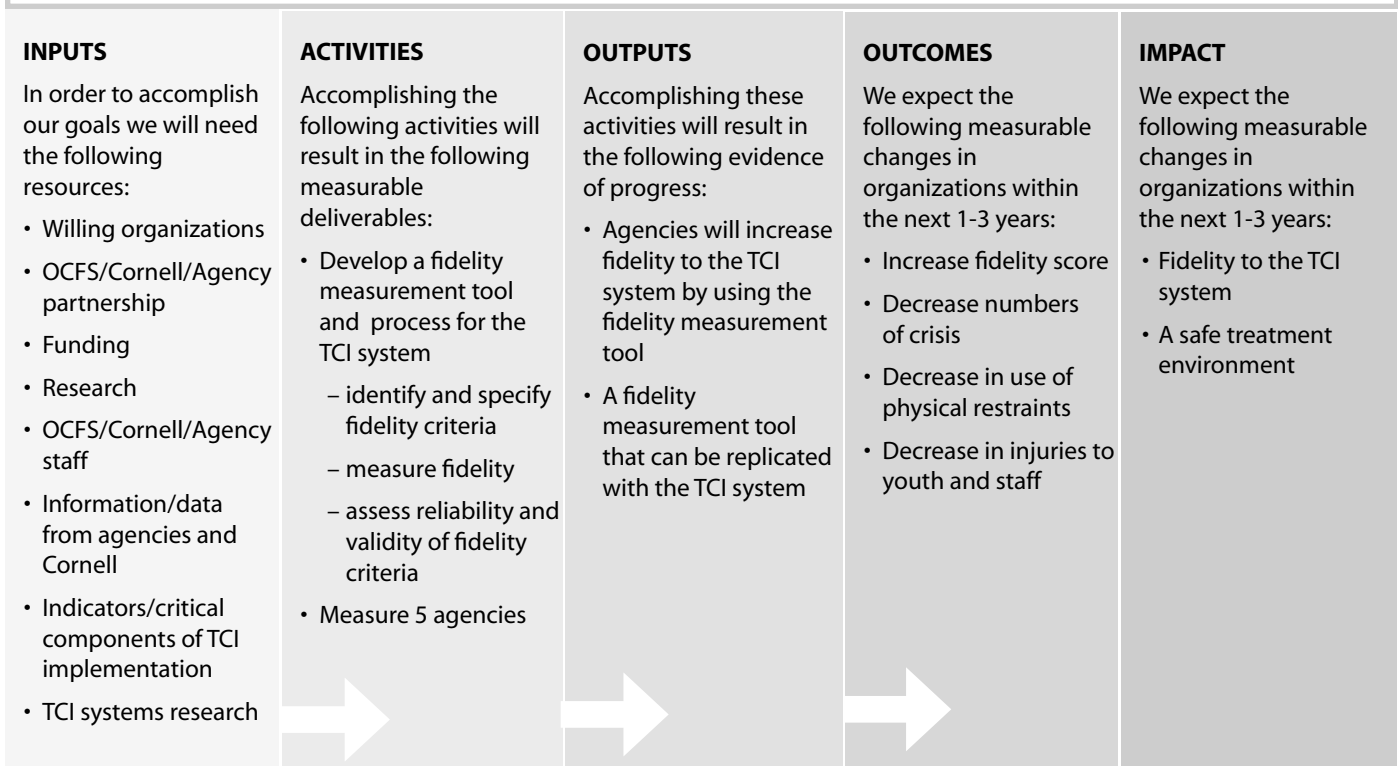 INPUTS
In order to accomplish
our goals we will need
the following
resources:
• Willing organizations
• OCFS/Cornell/Agency
partnership
• Funding
• Research
• OCFS/Cornell/Agency
staff
• Information/data
from agencies and
Cornell
• Indicators/critical
components of TCI
implementation
• TCI systems research
ACTIVITIES
Accomplishing the
following activities will
result in the following
measurable
deliverables:
• Develop a fidelity
measurement tool
and process for the
TCI system
– identify and specify
fidelity criteria
– measure fidelity
– assess reliability and
validity of fidelity
criteria
• Measure 5 agencies
OUTPUTS
Accomplishing these
activities will result in
the following evidence
of progress:
• Agencies will increase
fidelity to the TCI
system by using the
fidelity measurement
tool
• A fidelity
measurement tool
that can be replicated
with the TCI system
OUTCOMES
We expect the
following measurable
changes in
organizations within
the next 1-3 years:
• Increase fidelity score
• Decrease numbers
of crisis
• Decrease in use of
physical restraints
• Decrease in injuries to
youth and staff
IMPACT
We expect the
following measurable
changes in
organizations within
the next 1-3 years:
• Fidelity to the TCI
system
• A safe treatment
environment